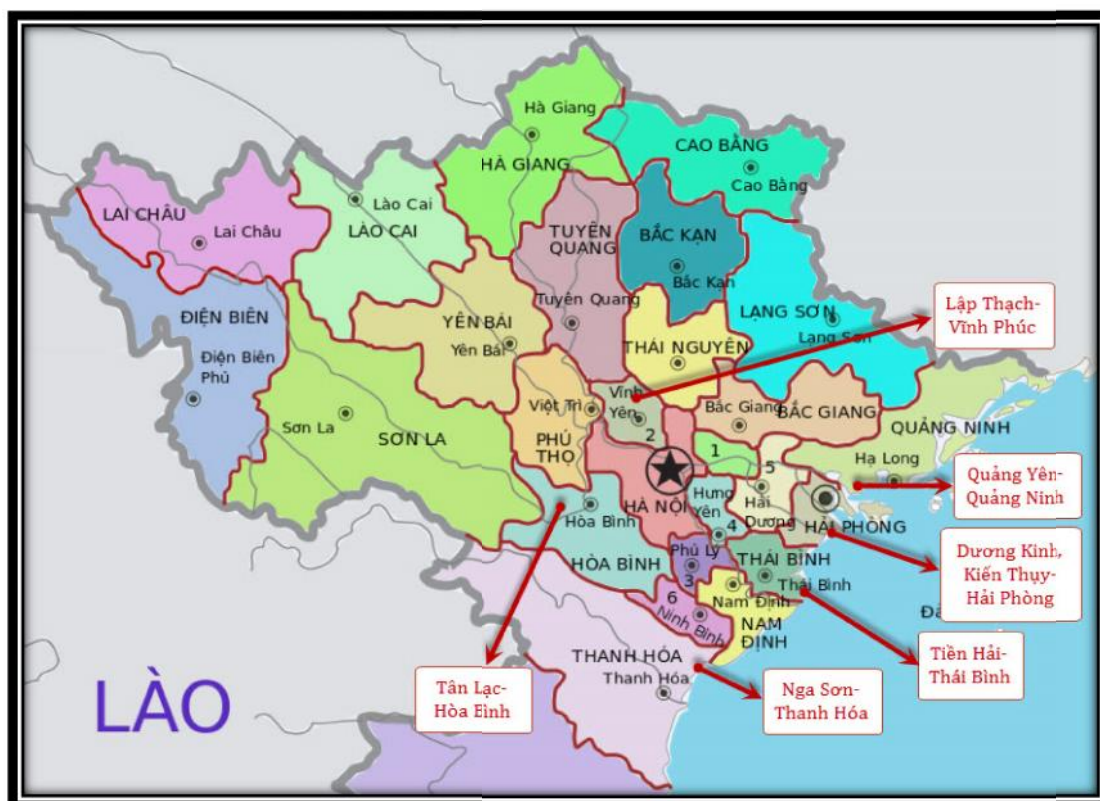 Hà Giang
HÀ GIANG
CAO BẰNG
Cao Bằng
LAI CHÂU
Lai Châu
Lào Cai
LÀO CAI
TUYÊN
QUANG
Tuyên Quang
BẮC KẠN
Bắc Kạn
LẠNG SƠN
Lạng Sơn
Lập Thạch-
Vĩnh Phúc
ĐIỆN BIÊN
Điện Biên
Phủ
YÊN BÁI
Yên Bái
THÁI NGUYÊN
Sơn La
SƠN LA
Việt Trì
PHÚ
THỌ
Vĩnh
Yên
2
Bắc Giang
BẮC GIANG
QUẢNG NINH
Hạ Long
1
5
Quảng Yên-
Quảng Ninh
HÀ NỘI
Hưng
Yên
4
Hải
Dương
HẢI PHÒNG
Hòa Bình
HÒA BÌNH
Dương Kinh,
Kiến Thụy-
Hải Phòng
Phủ Lý
3
THÁI BÌNH
Thái Bình
6
Ninh Bình
Nam Định
NAM
ĐỊNH
Đá
Tiền Hải-
Thái Bình
THANH HÓA
Thanh Hóa
Tân Lạc-
Hòa Bình
Nga Sơn-
Thanh Hóa
LÀO